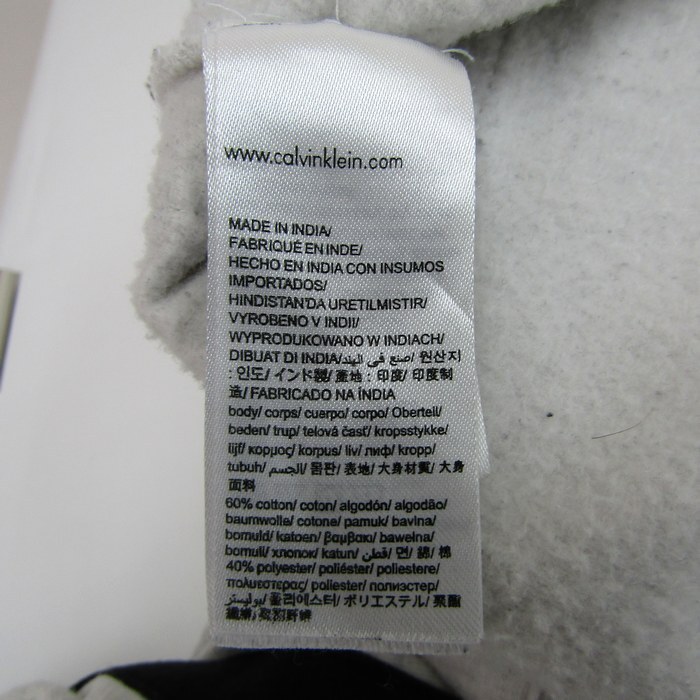 www.calvinklein.com
MADE IN INDIA/
FABRIQUÉ EN INDE/
HECHO EN INDIA CON INSUMOS
IMPORTADOS/
HINDISTAN'DA URETILMISTIR/
VYROBENO V INDII/
WYPRODUKOWANO W INDIACH/
DIBUAT DI INDIA/صنع في الهند/ 원산지
: 인도/ インド製/ 產地 : 印度/ 印度制
造/ FABRICADO NA ÍNDIA
body/ corps/ cuerpo/ corpo/ Oberteil/
beden/ trup/ telová časť/ kropsstykke/
lijf/ κορμος/ korpus/ liv/ лиф/ kropp/
tubuh/ الجسم/ 몸판/ 表地/ 大身材質/ 大身
面料
60% cotton/ coton/ algodón/ algodão/
baumwolle/ cotone/ pamuk/ bavlna/
bomuld/ katoen/ βαμβακι/ bawełna/
bomull/ хлопок/ katun/ قطن/ 면/ 綿/ 棉
40% polyester/ poliéster/ poliestere/
πολυεστερας/ poliester/ полиэстер/
بوليستر/ 폴리에스터/ ポリエステル/ 聚酯